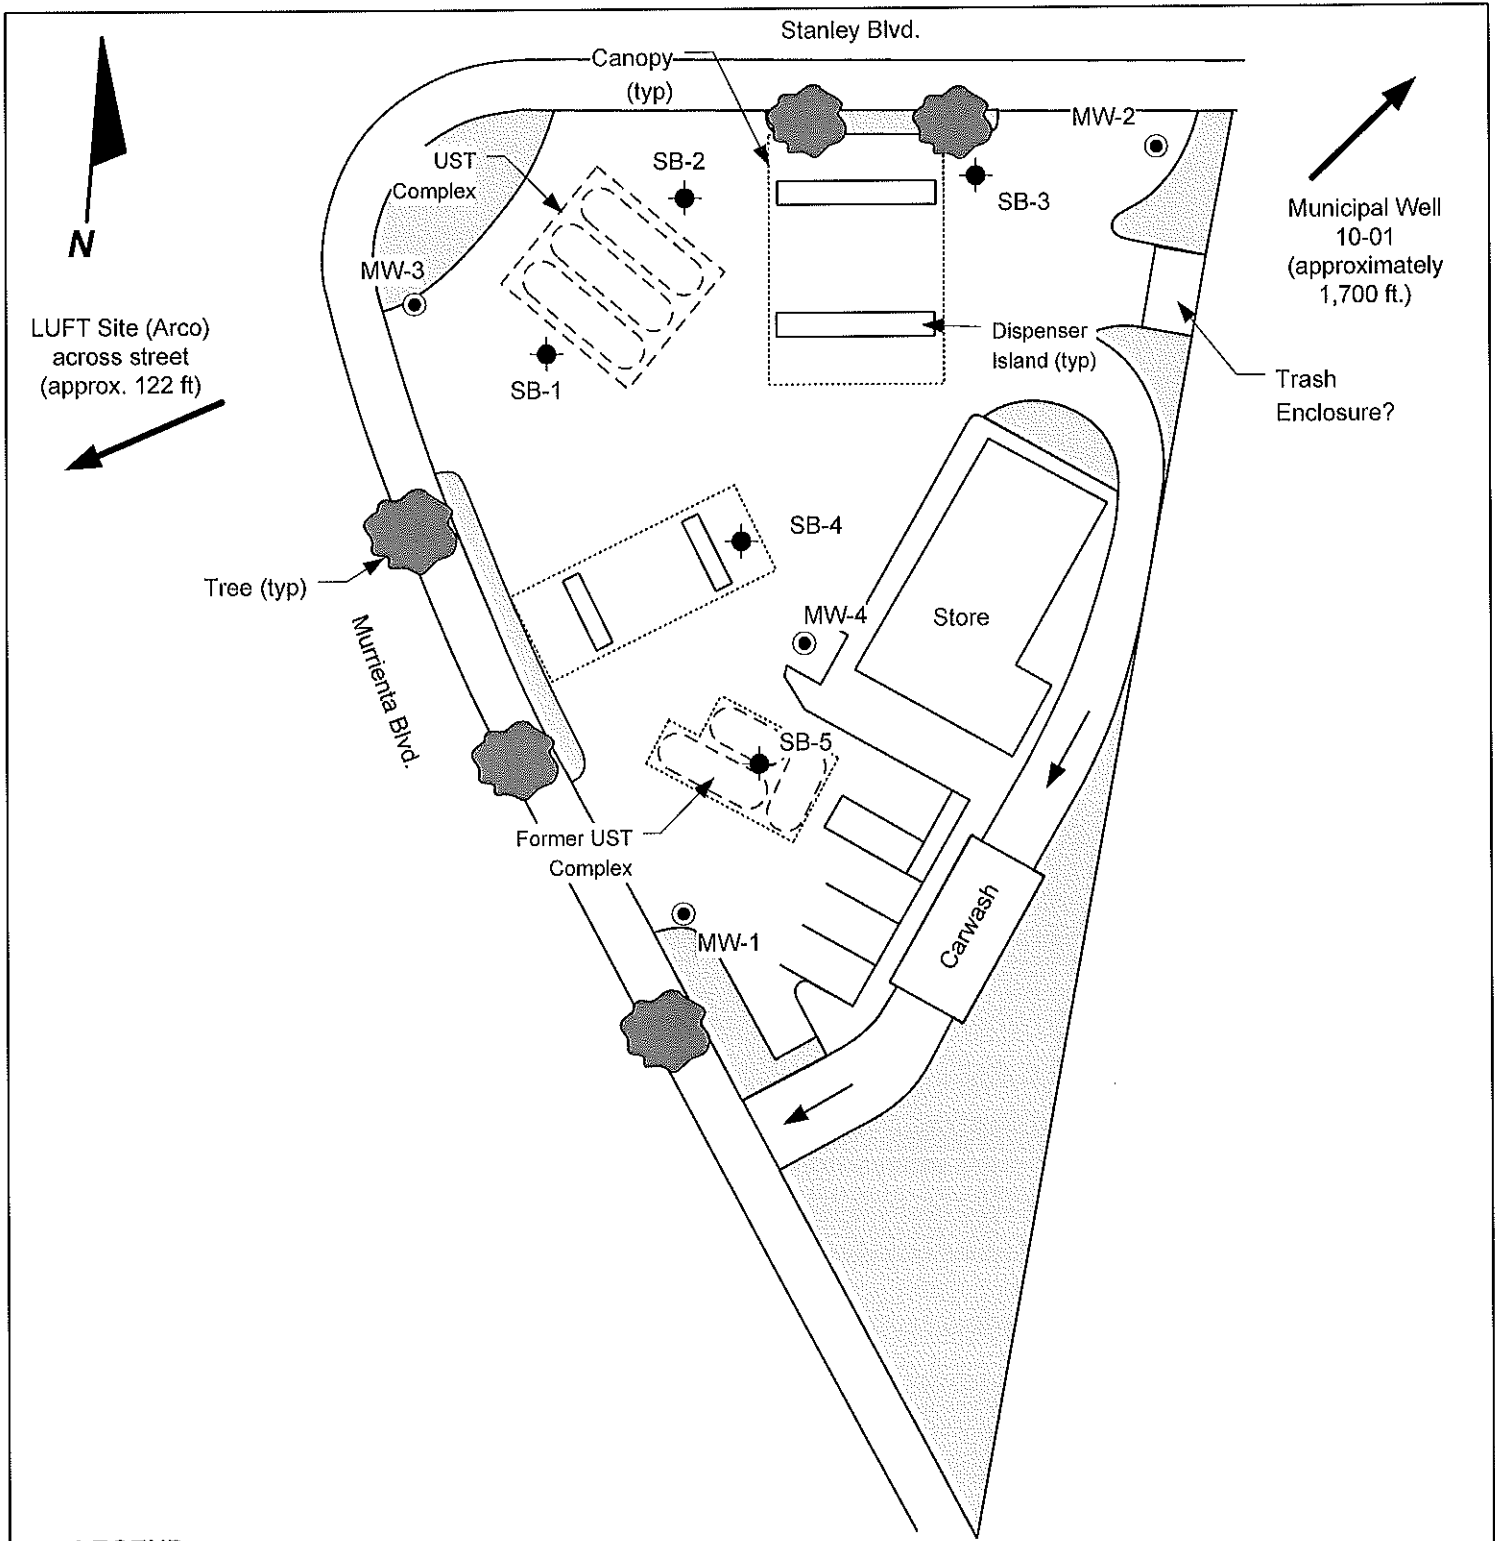 Stanley Blvd.
Canopy
(typ)
MW-2
UST
Complex
SB-2
SB-3
N
Municipal Well
10-01
(approximately
1,700 ft.)
MW-3
LUFT Site (Arco)
across street
(approx. 122 ft)
Dispenser
Island (typ)
SB-1
Trash
Enclosure?
SB-4
Tree (typ)
MW-4
Store
Murrienta Blvd.
SB-5
Former UST
Complex
Carwash
MW-1